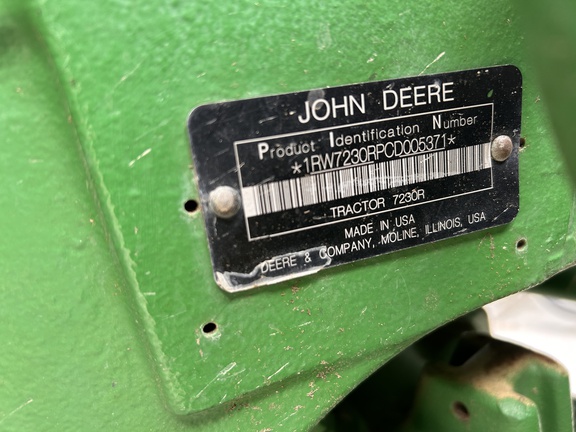 JOHN DEERE
Product Identification Number
*1RW7230RPCD005371*
TRACTOR 7230R
MADE IN USA
DEERE & COMPANY, MOLINE, ILLINOIS, USA